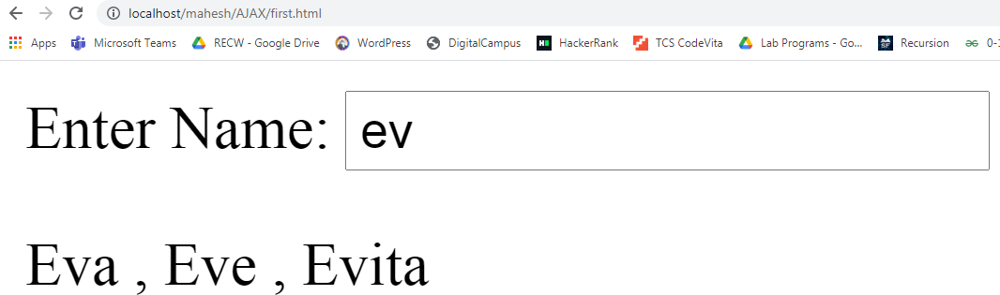 localhost/mahesh/AJAX/first.html
Apps Microsoft Teams RECW - Google Drive WordPress DigitalCampus HackerRank TCS CodeVita Lab Programs - Go... Recursion 0-1
Enter Name: ev
Eva , Eve , Evita